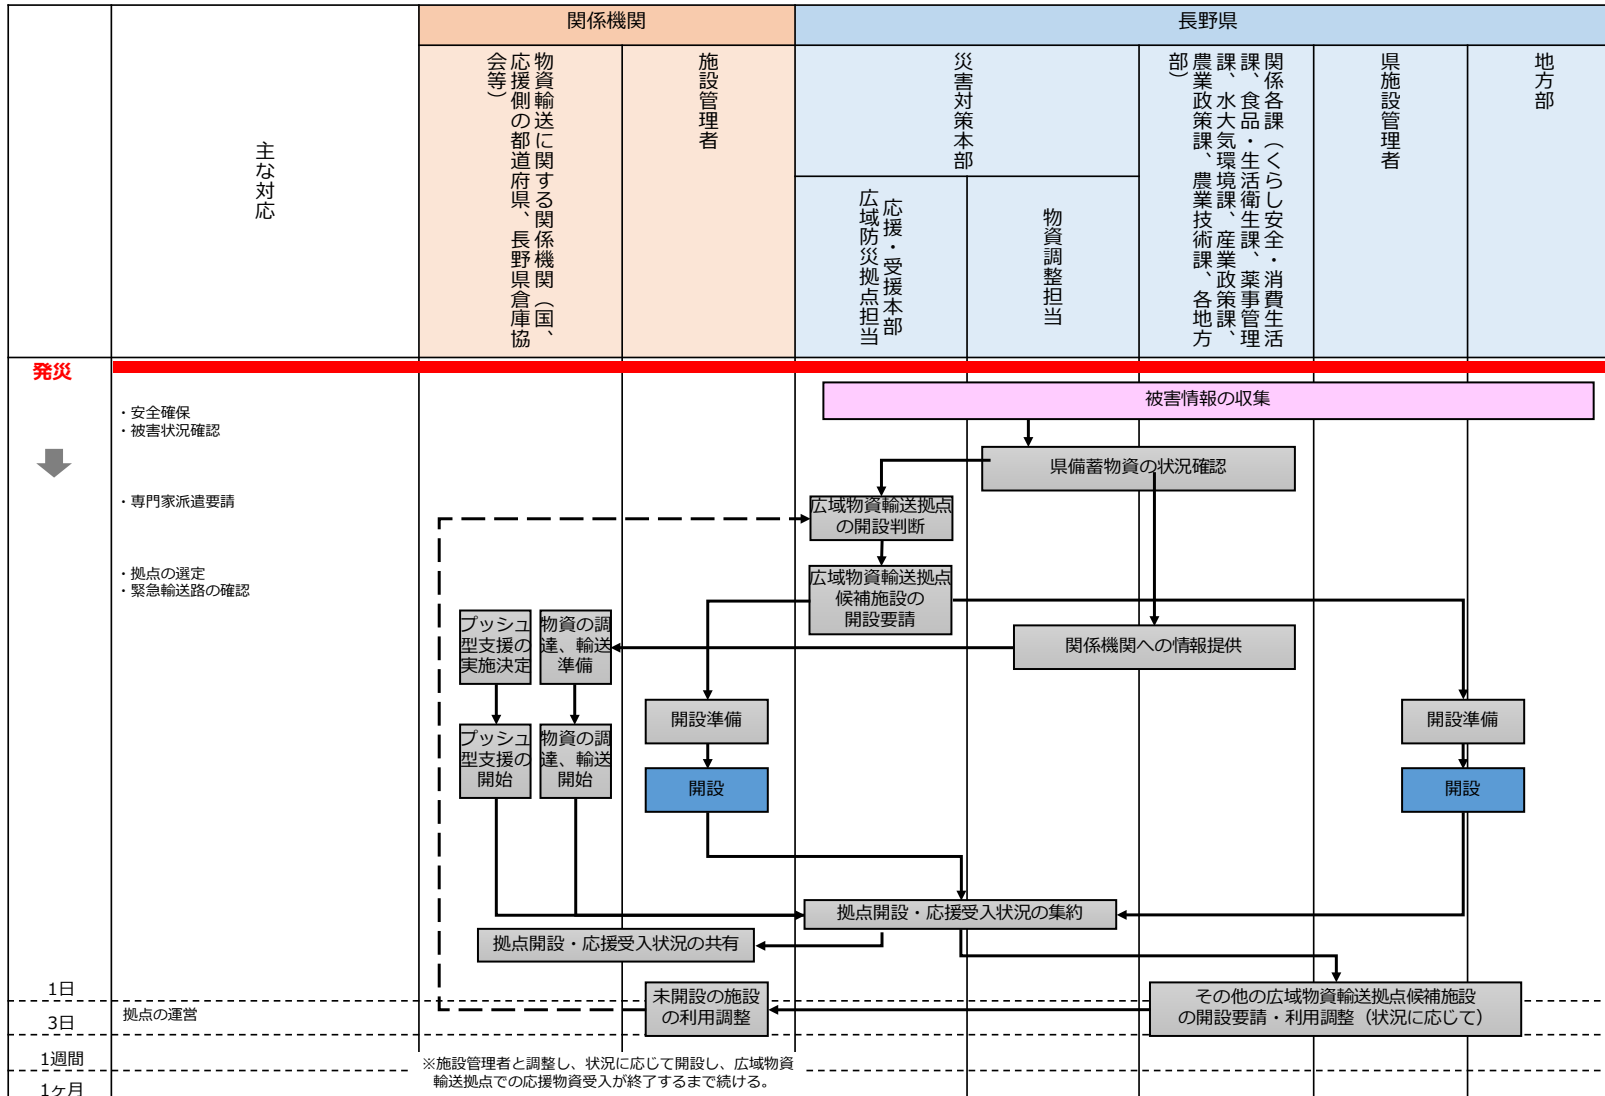 関係機関
長野県
主な対応
物資輸送に関する関係機関（国、
応援側の都道府県、長野県倉庫協
会等）
施設管理者
災害対策本部
応援・受援本部
広域防災拠点担当
物資調整担当
関係各課（くらし安全・消費生活
課、食品・生活衛生課、薬事管理
課、水大気環境課、産業政策課、
農業政策課、農業技術課、各地方
部）
県施設管理者
地方部
発災
被害情報の収集
・安全確保
・被害状況確認
県備蓄物資の状況確認
・専門家派遣要請
広域物資輸送拠点
の開設判断
・拠点の選定
・緊急輸送路の確認
広域物資輸送拠点
候補施設の
開設要請
プッシュ
型支援の
実施決定
物資の調
達、輸送
準備
関係機関への情報提供
開設準備
開設準備
プッシュ
型支援の
開始
物資の調
達、輸送
開始
開設
開設
拠点開設・応援受入状況の集約
拠点開設・応援受入状況の共有
1日
未開設の施設
の利用調整
その他の広域物資輸送拠点候補施設
の開設要請・利用調整（状況に応じて）
拠点の運営
3日
1週間
※施設管理者と調整し、状況に応じて開設し、広域物資
輸送拠点での応援物資受入が終了するまで続ける。
1ヶ月